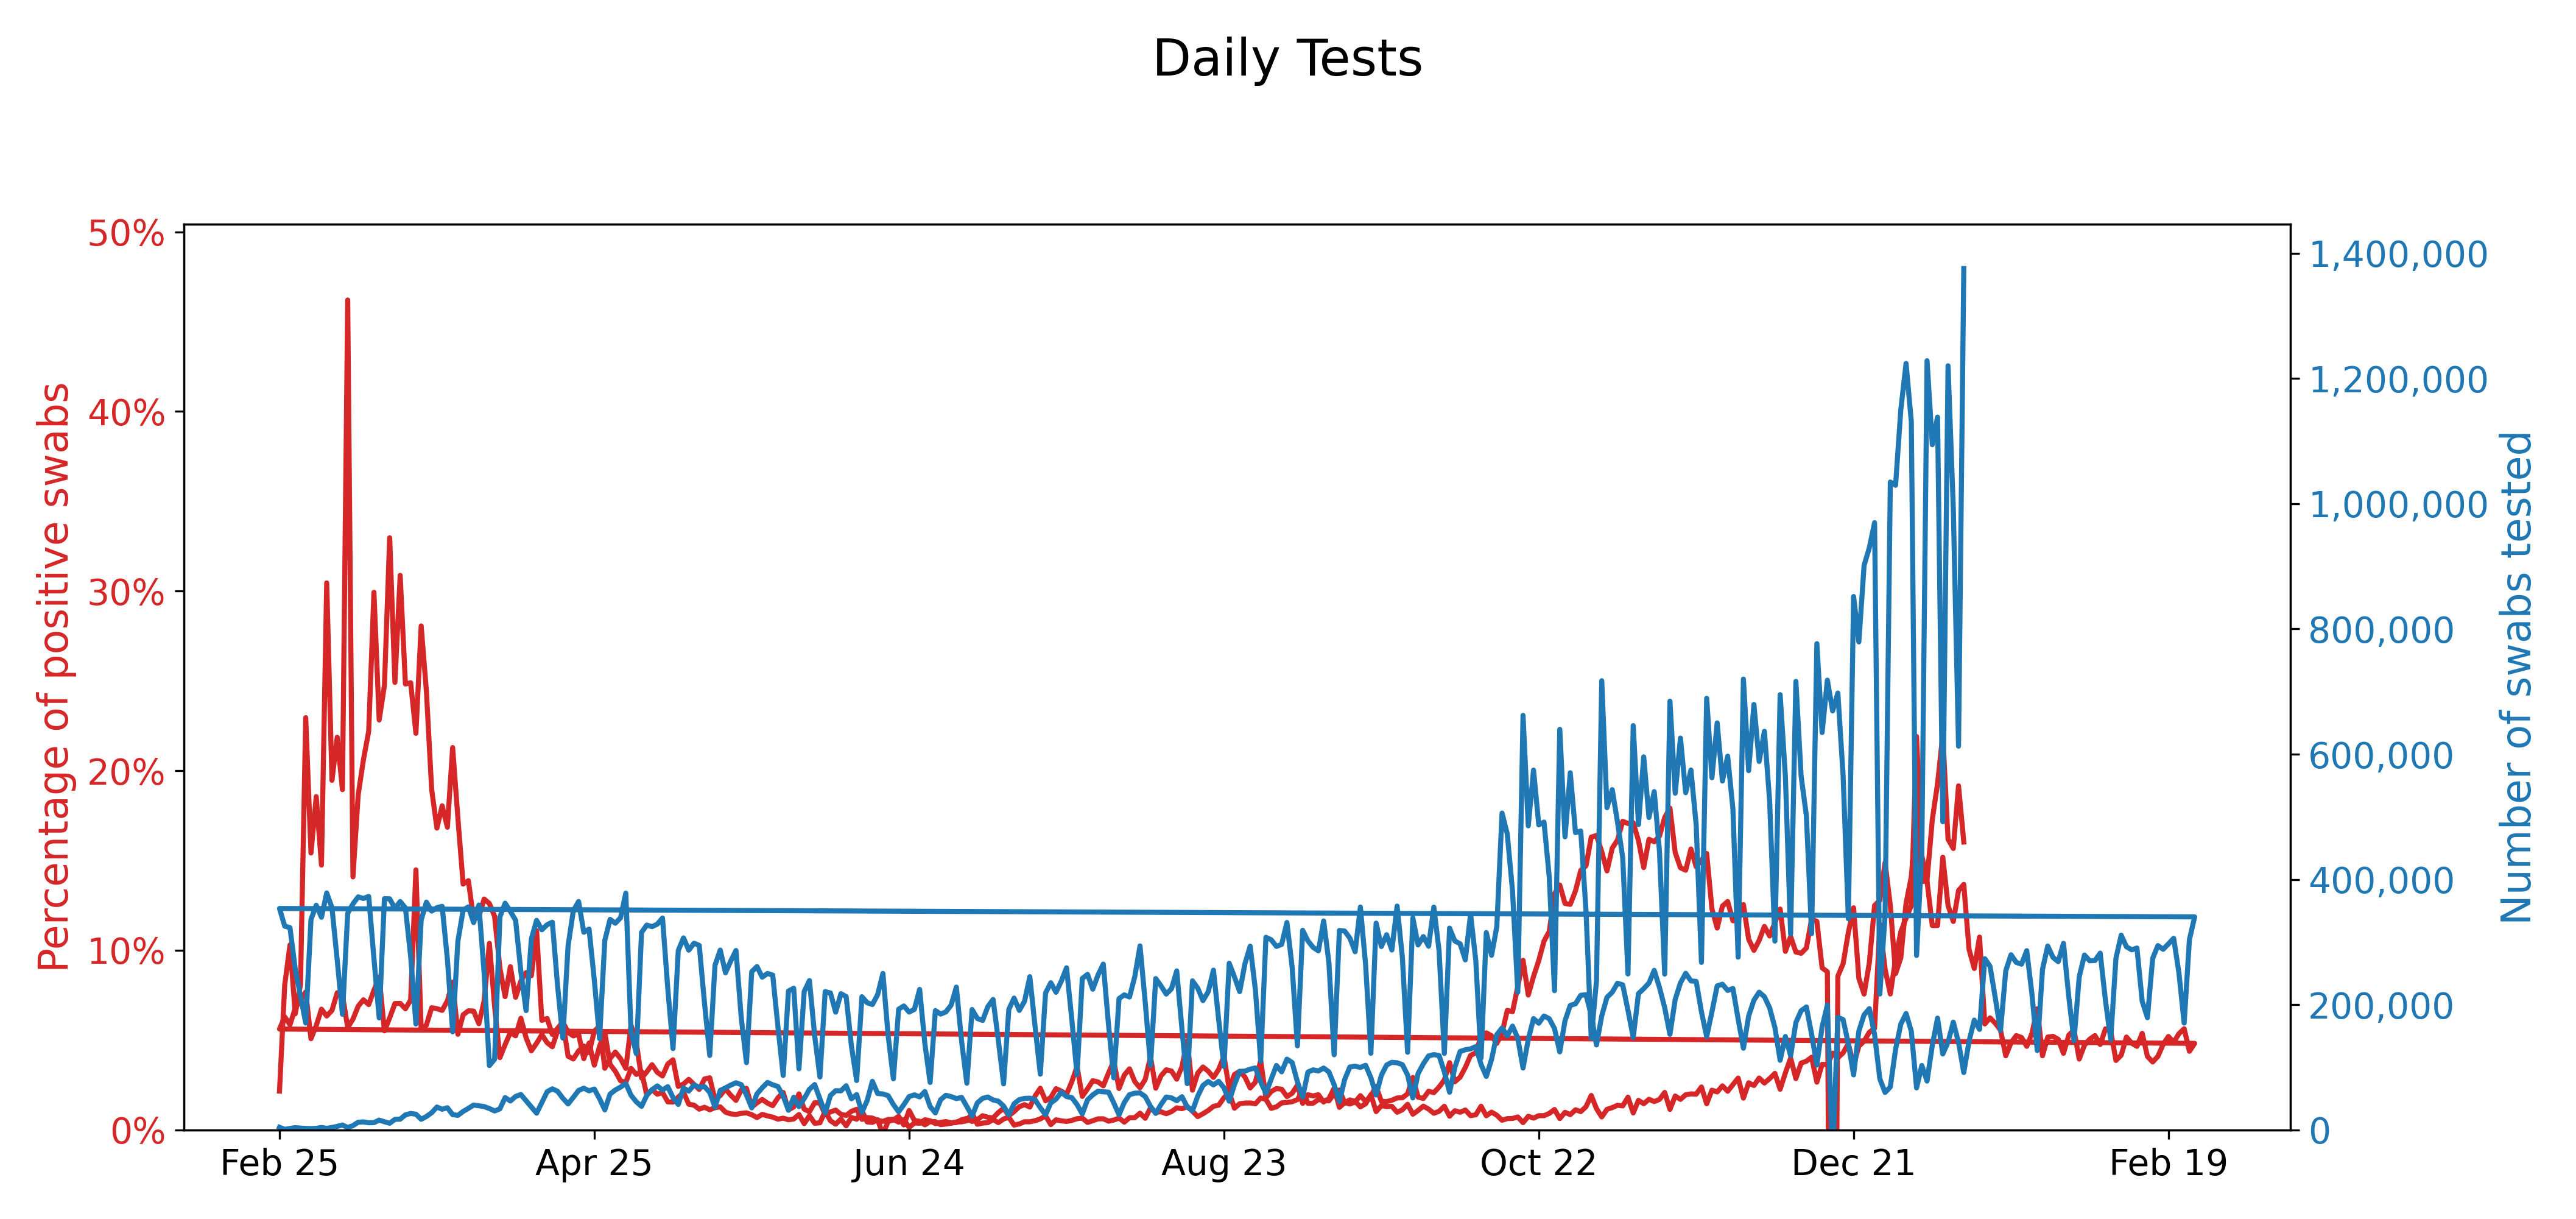 Daily Tests
Percentage of positive swabs
50%
40%
30%
20%
10%
0%
1,400,000
1,200,000
1,000,000
800,000
600,000
400,000
200,000
0
Number of swabs tested
Feb 25
Apr 25
Jun 24
Aug 23
Oct 22
Dec 21
Feb 19